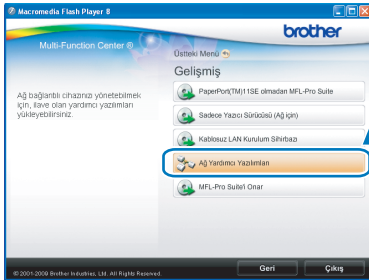 Macromedia Flash Player 8
brother
Multi-Function Center ®
Üstteki Menü
Gelişmiş
Ağ bağlantılı cihazınızı yönetebilmek
için, ilave olan yardımcı yazılımları
yükleyebilirsiniz.
PaperPort(TM)11SE olmadan MFL-Pro Suite
Sadece Yazıcı Sürücüsü (Ağ için)
Kablosuz LAN Kurulum Sihirbazı
Ağ Yardımcı Yazılımları
MFL-Pro Suite'i Onar
© 2001-2009 Brother Industries, Ltd. All Rights Reserved.
Geri
Çıkış